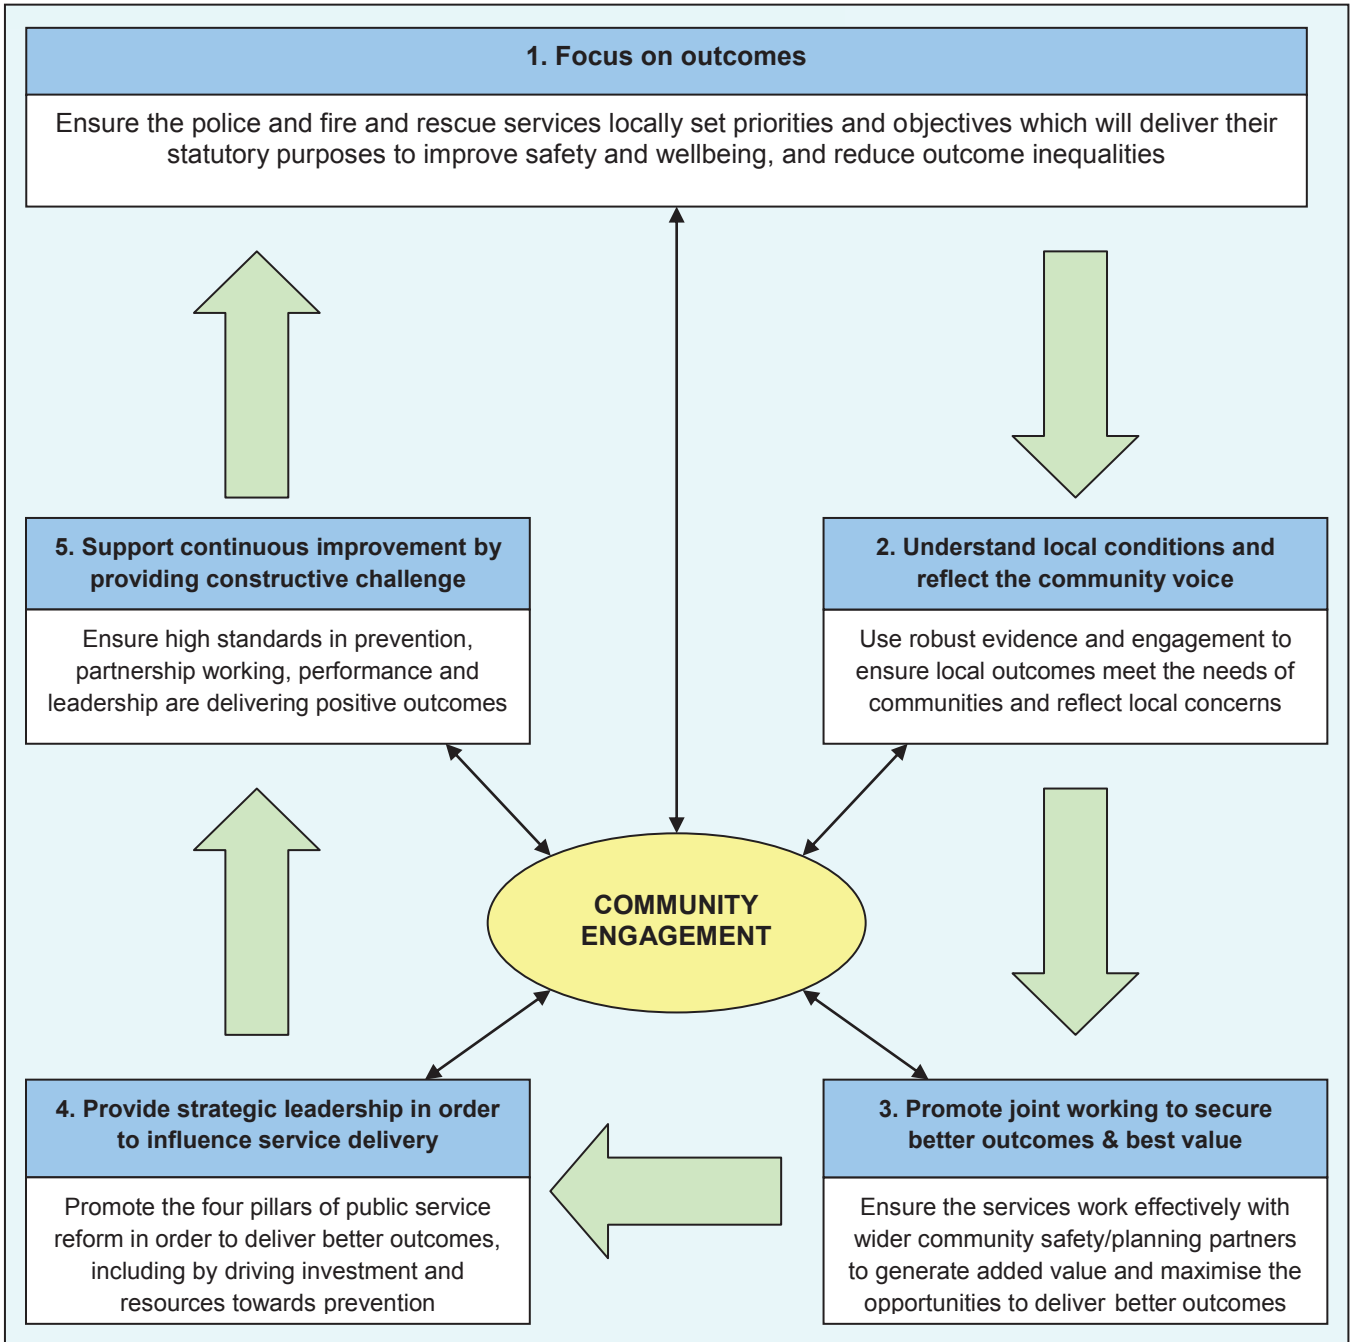 1. Focus on outcomes
Ensure the police and fire and rescue services locally set priorities and objectives which will deliver their
statutory purposes to improve safety and wellbeing, and reduce outcome inequalities
2. Understand local conditions and
reflect the community voice
Use robust evidence and engagement to
ensure local outcomes meet the needs of
communities and reflect local concerns
3. Promote joint working to secure
better outcomes & best value
Ensure the services work effectively with
wider community safety/planning partners
to generate added value and maximise the
opportunities to deliver better outcomes
4. Provide strategic leadership in order
to influence service delivery
Promote the four pillars of public service
reform in order to deliver better outcomes,
including by driving investment and
resources towards prevention
5. Support continuous improvement by
providing constructive challenge
Ensure high standards in prevention,
partnership working, performance and
leadership are delivering positive outcomes
COMMUNITY
ENGAGEMENT